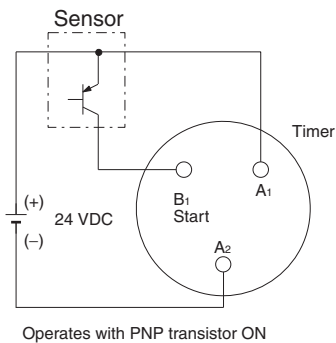 Sensor
Timer
(+)
24 VDC
(−)
B1
Start
A1
A2
Operates with PNP transistor ON